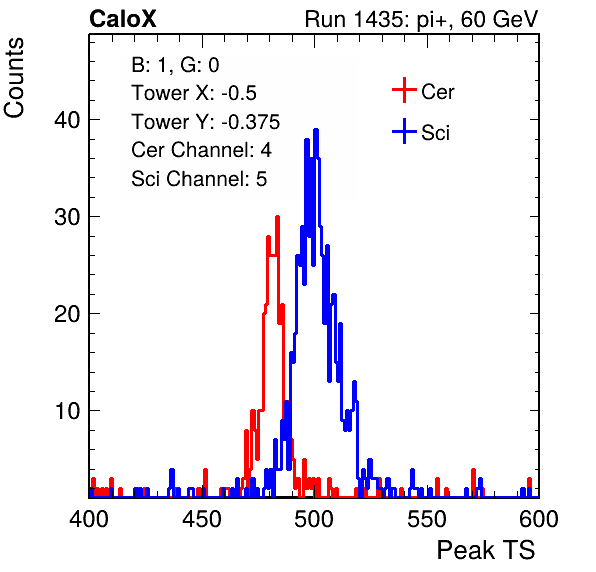 CaloX Run 1435: pi+, 60 GeV
Counts
B: 1, G: 0
Tower X: -0.5
Tower Y: -0.375
Cer Channel: 4
Sci Channel: 5
Cer
Sci
40
30
20
10
400 450 500 550 600
Peak TS